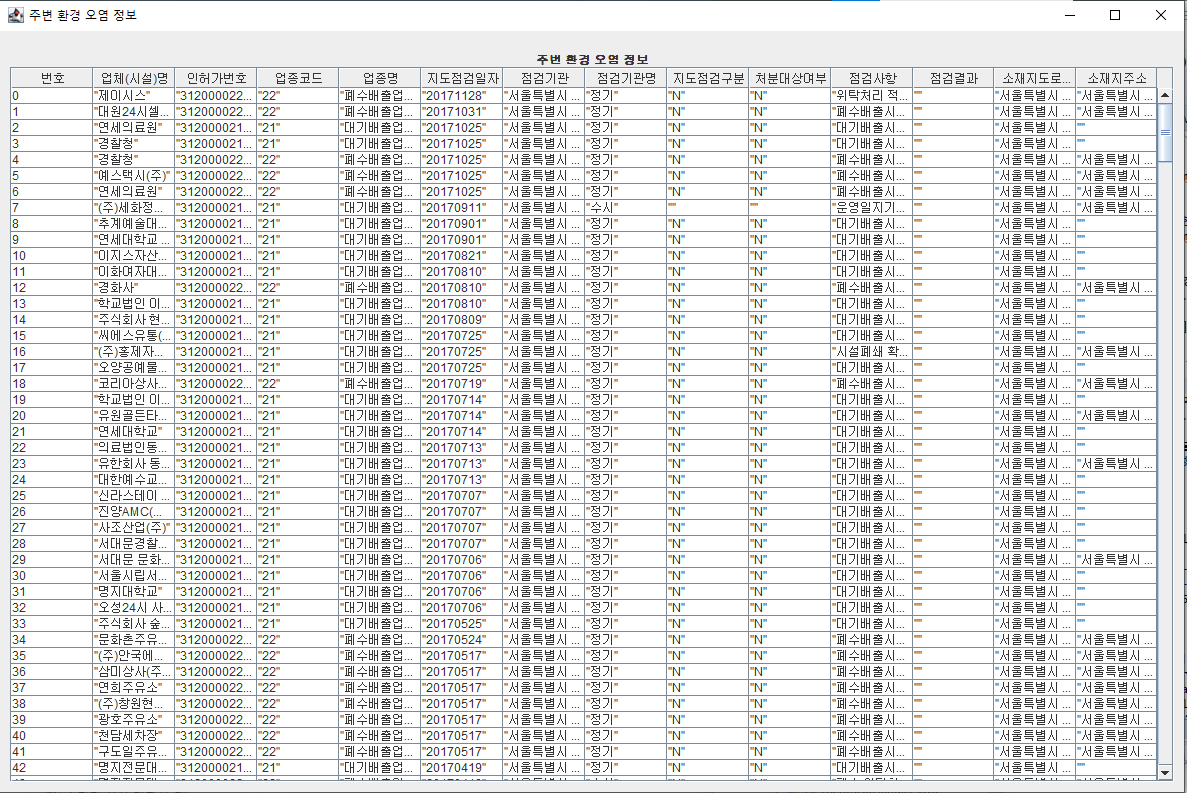 주변 환경 오염 정보
주변 환경 오염 정보
번호 업체(시설)명 인허가번호 업종코드 업종명 지도점검일자 점검기관 점검기관명 지도점검구분 처분대상여부 점검사항 점검결과 소재지도로... 소재지주소
0 "제이시스" "312000022... "22" "폐수배출업... "20171128" "서울특별시 ... "정기" "N" "N" "위탁처리 적... "" "서울특별시 ... "서울특별시 ...
1 "대원24시셀... "312000022... "22" "폐수배출업... "20171031" "서울특별시 ... "정기" "N" "N" "폐수배출시... "" "서울특별시 ... "서울특별시 ...
2 "연세의료원" "312000021... "21" "대기배출업... "20171025" "서울특별시 ... "정기" "N" "N" "대기배출시... "" "서울특별시 ... ""
3 "경찰청" "312000021... "21" "대기배출업... "20171025" "서울특별시 ... "정기" "N" "N" "대기배출시... "" "서울특별시 ... ""
4 "경찰청" "312000022... "22" "폐수배출업... "20171025" "서울특별시 ... "정기" "N" "N" "폐수배출시... "" "서울특별시 ... "서울특별시 ...
5 "예스택시(주)" "312000022... "22" "폐수배출업... "20171025" "서울특별시 ... "정기" "N" "N" "폐수배출시... "" "서울특별시 ... "서울특별시 ...
6 "연세의료원" "312000022... "22" "폐수배출업... "20171025" "서울특별시 ... "정기" "N" "N" "폐수배출시... "" "서울특별시 ... "서울특별시 ...
7 "(주)세화정... "312000021... "21" "대기배출업... "20170911" "서울특별시 ... "수시" "" "" "운영일지기... "" "서울특별시 ... "서울특별시 ...
8 "추계예술대... "312000021... "21" "대기배출업... "20170901" "서울특별시 ... "정기" "N" "N" "대기배출시... "" "서울특별시 ... ""
9 "연세대학교 ... "312000021... "21" "대기배출업... "20170901" "서울특별시 ... "정기" "N" "N" "대기배출시... "" "서울특별시 ... ""
10 "이지스자산... "312000021... "21" "대기배출업... "20170821" "서울특별시 ... "정기" "N" "N" "대기배출시... "" "서울특별시 ... ""
11 "이화여자대... "312000021... "21" "대기배출업... "20170810" "서울특별시 ... "정기" "N" "N" "대기배출시... "" "서울특별시 ... ""
12 "경화사" "312000022... "22" "폐수배출업... "20170810" "서울특별시 ... "정기" "N" "N" "폐수배출시... "" "서울특별시 ... "서울특별시 ...
13 "학교법인 이... "312000021... "21" "대기배출업... "20170810" "서울특별시 ... "정기" "N" "N" "대기배출시... "" "서울특별시 ... ""
14 "주식회사 현... "312000021... "21" "대기배출업... "20170809" "서울특별시 ... "정기" "N" "N" "대기배출시... "" "서울특별시 ... ""
15 "씨에스유통(... "312000021... "21" "대기배출업... "20170725" "서울특별시 ... "정기" "N" "N" "대기배출시... "" "서울특별시 ... ""
16 "(주)홍제자... "312000021... "21" "대기배출업... "20170725" "서울특별시 ... "정기" "N" "N" "시설폐쇄 확... "" "서울특별시 ... "서울특별시 ...
17 "오양공예물... "312000021... "21" "대기배출업... "20170725" "서울특별시 ... "정기" "N" "N" "대기배출시... "" "서울특별시 ... ""
18 "코리아상사... "312000022... "22" "폐수배출업... "20170719" "서울특별시 ... "정기" "N" "N" "폐수배출시... "" "서울특별시 ... "서울특별시 ...
19 "학교법인 이... "312000021... "21" "대기배출업... "20170714" "서울특별시 ... "정기" "N" "N" "대기배출시... "" "서울특별시 ... ""
20 "유원골든타... "312000021... "21" "대기배출업... "20170714" "서울특별시 ... "정기" "N" "N" "대기배출시... "" "서울특별시 ... "서울특별시 ...
21 "연세대학교" "312000021... "21" "대기배출업... "20170714" "서울특별시 ... "정기" "N" "N" "대기배출시... "" "서울특별시 ... ""
22 "의료법인동... "312000021... "21" "대기배출업... "20170713" "서울특별시 ... "정기" "N" "N" "대기배출시... "" "서울특별시 ... ""
23 "유한회사 동... "312000021... "21" "대기배출업... "20170713" "서울특별시 ... "정기" "N" "N" "대기배출시... "" "서울특별시 ... "서울특별시 ...
24 "대한예수교... "312000021... "21" "대기배출업... "20170713" "서울특별시 ... "정기" "N" "N" "대기배출시... "" "서울특별시 ... ""
25 "신라스테이 ... "312000021... "21" "대기배출업... "20170707" "서울특별시 ... "정기" "N" "N" "대기배출시... "" "서울특별시 ... ""
26 "진양AMC(... "312000021... "21" "대기배출업... "20170707" "서울특별시 ... "정기" "N" "N" "대기배출시... "" "서울특별시 ... ""
27 "사조산업(주)" "312000021... "21" "대기배출업... "20170707" "서울특별시 ... "정기" "N" "N" "대기배출시... "" "서울특별시 ... ""
28 "서대문경찰... "312000021... "21" "대기배출업... "20170707" "서울특별시 ... "정기" "N" "N" "대기배출시... "" "서울특별시 ... ""
29 "서대문 문화... "312000021... "21" "대기배출업... "20170706" "서울특별시 ... "정기" "N" "N" "대기배출시... "" "서울특별시 ... "서울특별시 ...
30 "서울시립서... "312000021... "21" "대기배출업... "20170706" "서울특별시 ... "정기" "N" "N" "대기배출시... "" "서울특별시 ... ""
31 "명지대학교" "312000021... "21" "대기배출업... "20170706" "서울특별시 ... "정기" "N" "N" "대기배출시... "" "서울특별시 ... ""
32 "오성24시 사... "312000021... "21" "대기배출업... "20170706" "서울특별시 ... "정기" "N" "N" "대기배출시... "" "서울특별시 ... ""
33 "주식회사 숲... "312000021... "21" "대기배출업... "20170525" "서울특별시 ... "정기" "N" "N" "대기배출시... "" "서울특별시 ... ""
34 "문화촌주유... "312000022... "22" "폐수배출업... "20170524" "서울특별시 ... "정기" "N" "N" "폐수배출시... "" "서울특별시 ... "서울특별시 ...
35 "(주)안국에... "312000022... "22" "폐수배출업... "20170517" "서울특별시 ... "정기" "N" "N" "폐수배출시... "" "서울특별시 ... "서울특별시 ...
36 "삼미상사(주... "312000022... "22" "폐수배출업... "20170517" "서울특별시 ... "정기" "N" "N" "폐수배출시... "" "서울특별시 ... "서울특별시 ...
37 "연희주유소" "312000022... "22" "폐수배출업... "20170517" "서울특별시 ... "정기" "N" "N" "폐수배출시... "" "서울특별시 ... "서울특별시 ...
38 "(주)창원현... "312000022... "22" "폐수배출업... "20170517" "서울특별시 ... "정기" "N" "N" "폐수배출시... "" "서울특별시 ... "서울특별시 ...
39 "광호주유소" "312000022... "22" "폐수배출업... "20170517" "서울특별시 ... "정기" "N" "N" "폐수배출시... "" "서울특별시 ... "서울특별시 ...
40 "천담세차장" "312000022... "22" "폐수배출업... "20170517" "서울특별시 ... "정기" "N" "N" "폐수배출시... "" "서울특별시 ... "서울특별시 ...
41 "구도일주유... "312000022... "22" "폐수배출업... "20170517" "서울특별시 ... "정기" "N" "N" "폐수배출시... "" "서울특별시 ... "서울특별시 ...
42 "명지전문대... "312000021... "21" "대기배출업... "20170419" "서울특별시 ... "정기" "N" "N" "대기배출시... "" "서울특별시 ... "서울특별시 ...